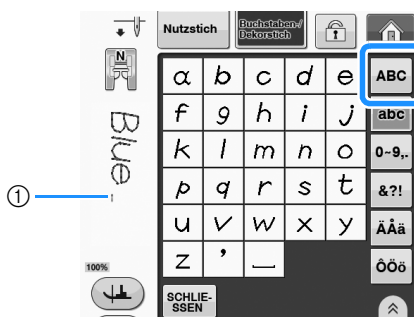 Nutzstich
Buchstaben-/
Dekorstich
N
a b c d e
ABC
f g h i j
abc
k l m n o
0~9,.
p q r s t
&?!
u v w x y
ÄÅä
z ’ _
ÔÖö
Blue
①
100%
SCHLIE-
SSEN